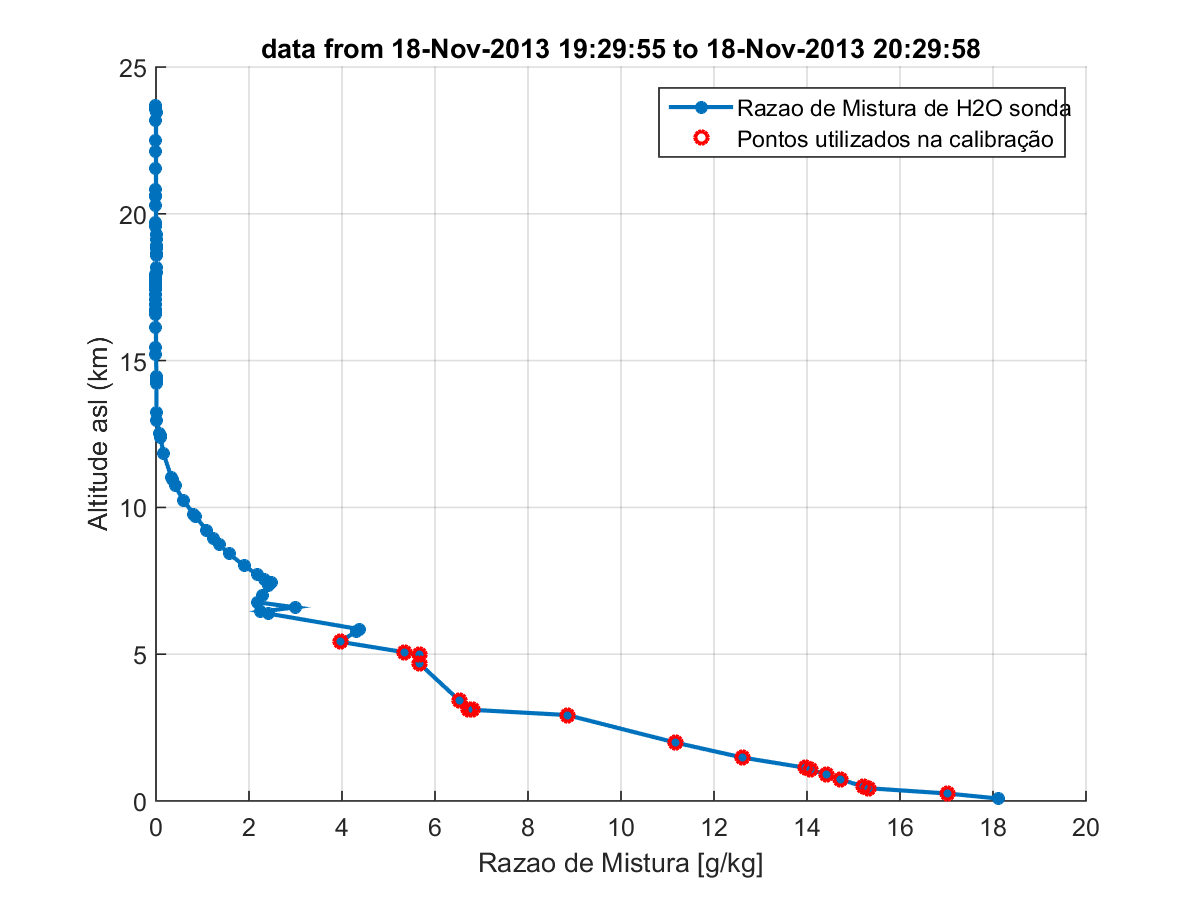 data from 18-Nov-2013 19:29:55 to 18-Nov-2013 20:29:58
Razao de Mistura de H2O sonda
Pontos utilizados na calibração
25
20
15
10
5
0
Altitude asl (km)
0 2 4 6 8 10 12 14 16 18 20
Razao de Mistura [g/kg]